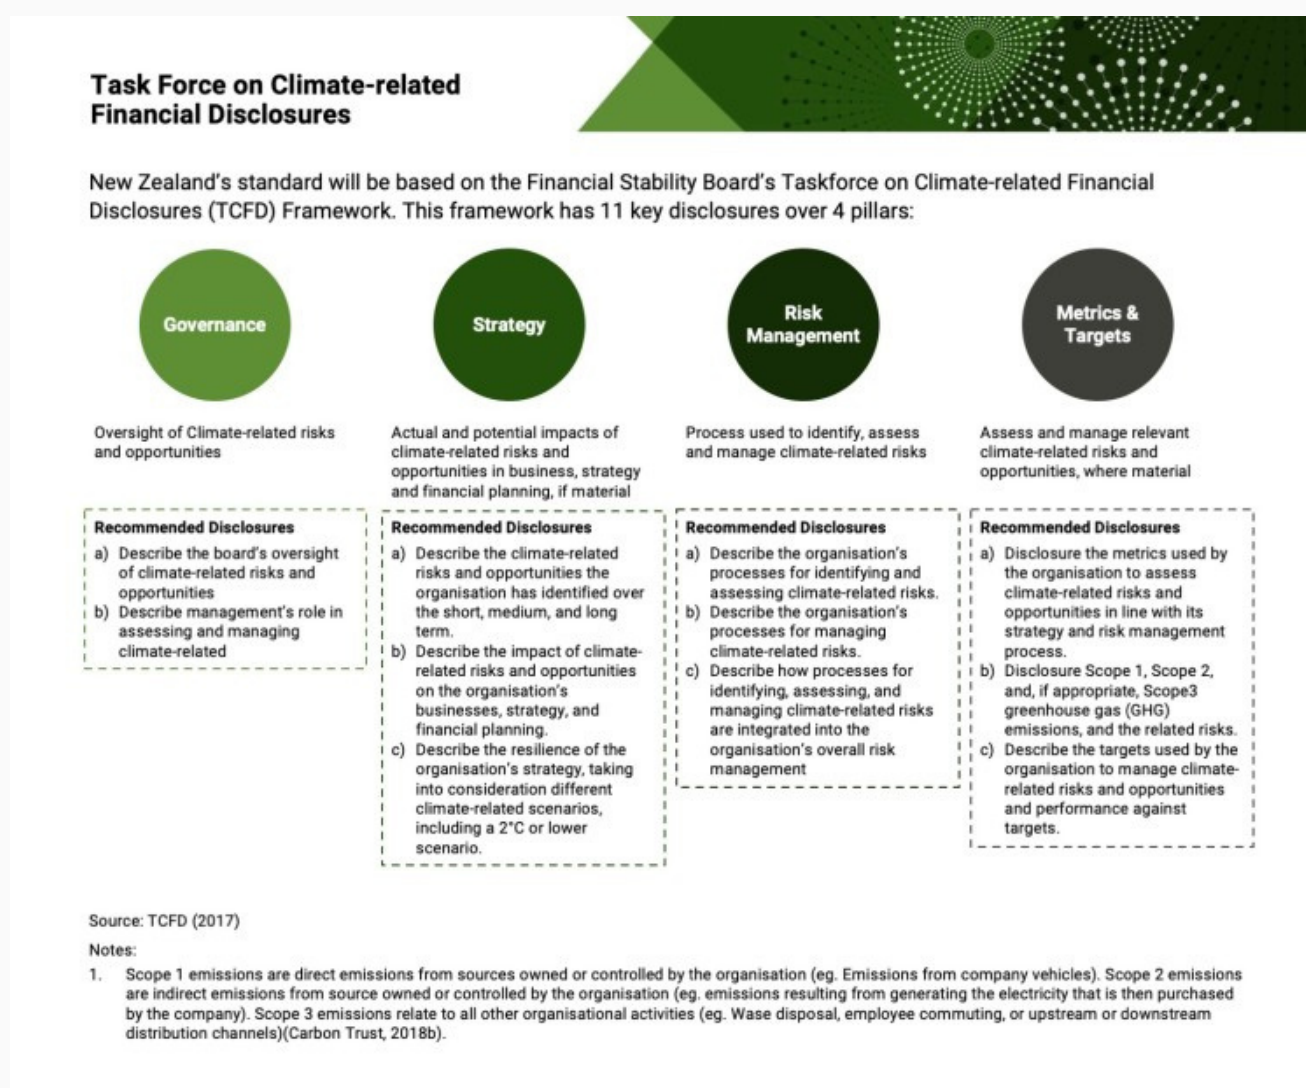 Task Force on Climate-related
Financial Disclosures
New Zealand's standard will be based on the Financial Stability Board's Taskforce on Climate-related Financial
Disclosures (TCFD) Framework. This framework has 11 key disclosures over 4 pillars:
Governance
Oversight of Climate-related risks
and opportunities
Recommended Disclosures
a) Describe the board's oversight
of climate-related risks and
opportunities
b) Describe management's role in
assessing and managing
climate-related
Strategy
Actual and potential impacts of
climate-related risks and
opportunities in business, strategy
and financial planning, if material
Recommended Disclosures
a) Describe the climate-related
risks and opportunities the
organisation has identified over
the short, medium, and long
term.
b) Describe the impact of climate-
related risks and opportunities
on the organisation's
businesses, strategy, and
financial planning.
c) Describe the resilience of the
organisation's strategy, taking
into consideration different
climate-related scenarios,
including a 2°C or lower
scenario.
Risk
Management
Process used to identify, assess
and manage climate-related risks
Recommended Disclosures
a) Describe the organisation's
processes for identifying and
assessing climate-related risks.
b) Describe the organisation's
processes for managing
climate-related risks.
c) Describe how processes for
identifying, assessing, and
managing climate-related risks
are integrated into the
organisation's overall risk
management
Metrics &
Targets
Assess and manage relevant
climate-related risks and
opportunities, where material
Recommended Disclosures
a) Disclosure the metrics used by
the organisation to assess
climate-related risks and
opportunities in line with its
strategy and risk management
process.
b) Disclosure Scope 1, Scope 2,
and, if appropriate, Scope3
greenhouse gas (GHG)
emissions, and the related risks.
c) Describe the targets used by the
organisation to manage climate-
related risks and opportunities
and performance against
targets.
Source: TCFD (2017)
Notes:
1. Scope 1 emissions are direct emissions from sources owned or controlled by the organisation (eg. Emissions from company vehicles). Scope 2 emissions
are indirect emissions from source owned or controlled by the organisation (eg. emissions resulting from generating the electricity that is then purchased
by the company). Scope 3 emissions relate to all other organisational activities (eg. Wase disposal, employee commuting, or upstream or downstream
distribution channels)(Carbon Trust, 2018b).